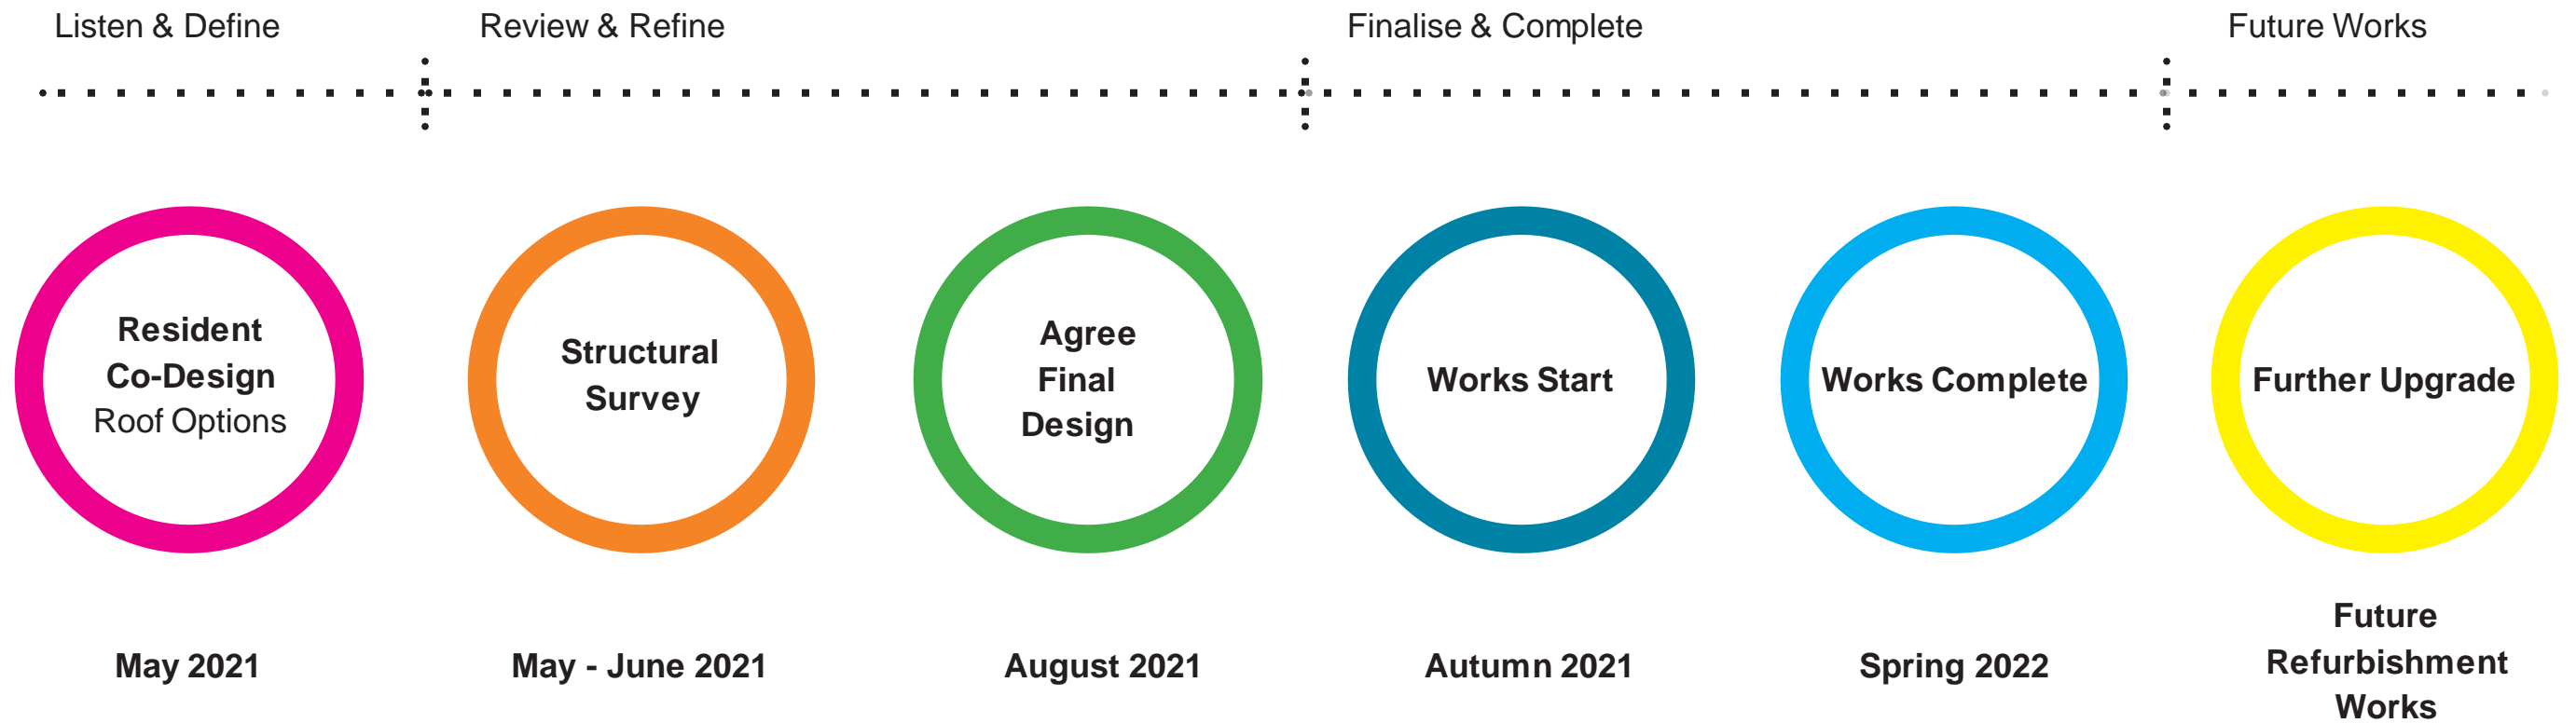 Listen & Define
Review & Refine
Finalise & Complete
Future Works
Resident
Co-Design
Roof Options
Structural
Survey
Agree
Final
Design
Works Start
Works Complete
Further Upgrade
May 2021
May - June 2021
August 2021
Autumn 2021
Spring 2022
Future
Refurbishment
Works